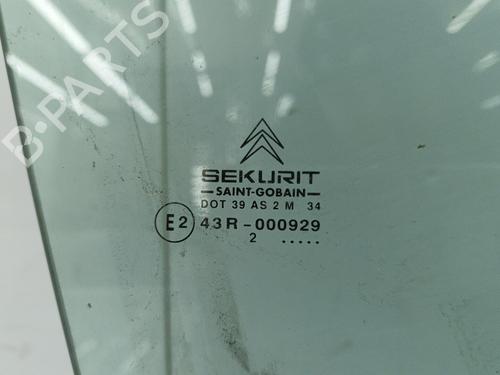 B-PARTS
SEKURIT
SAINT-GOBAIN
DOT 39 AS 2 M 34
E2 43R-000929
2 .....